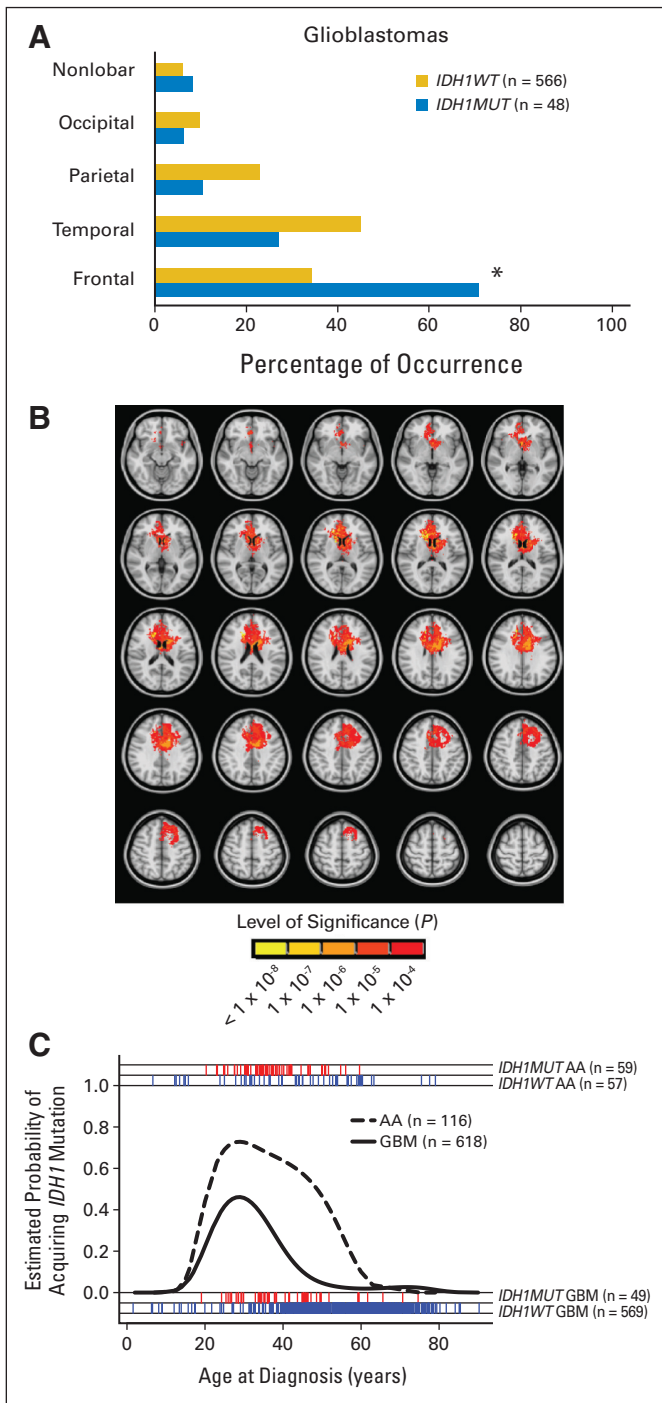 A
Glioblastomas
Nonlobar
Occipital
Parietal
Temporal
Frontal
IDH1WT (n = 566)
IDH1MUT (n = 48)
*
0 20 40 60 80 100
Percentage of Occurrence
B
Level of Significance (P)
< 1 x 10⁻⁸
1 x 10⁻⁷
1 x 10⁻⁶
1 x 10⁻⁵
1 x 10⁻⁴
C
IDH1MUT AA (n = 59)
IDH1WT AA (n = 57)
Estimated Probability of
Acquiring IDH1 Mutation
1.0
0.8
0.6
0.4
0.2
0.0
AA (n = 116)
GBM (n = 618)
IDH1MUT GBM (n = 49)
IDH1WT GBM (n = 569)
0 20 40 60 80
Age at Diagnosis (years)